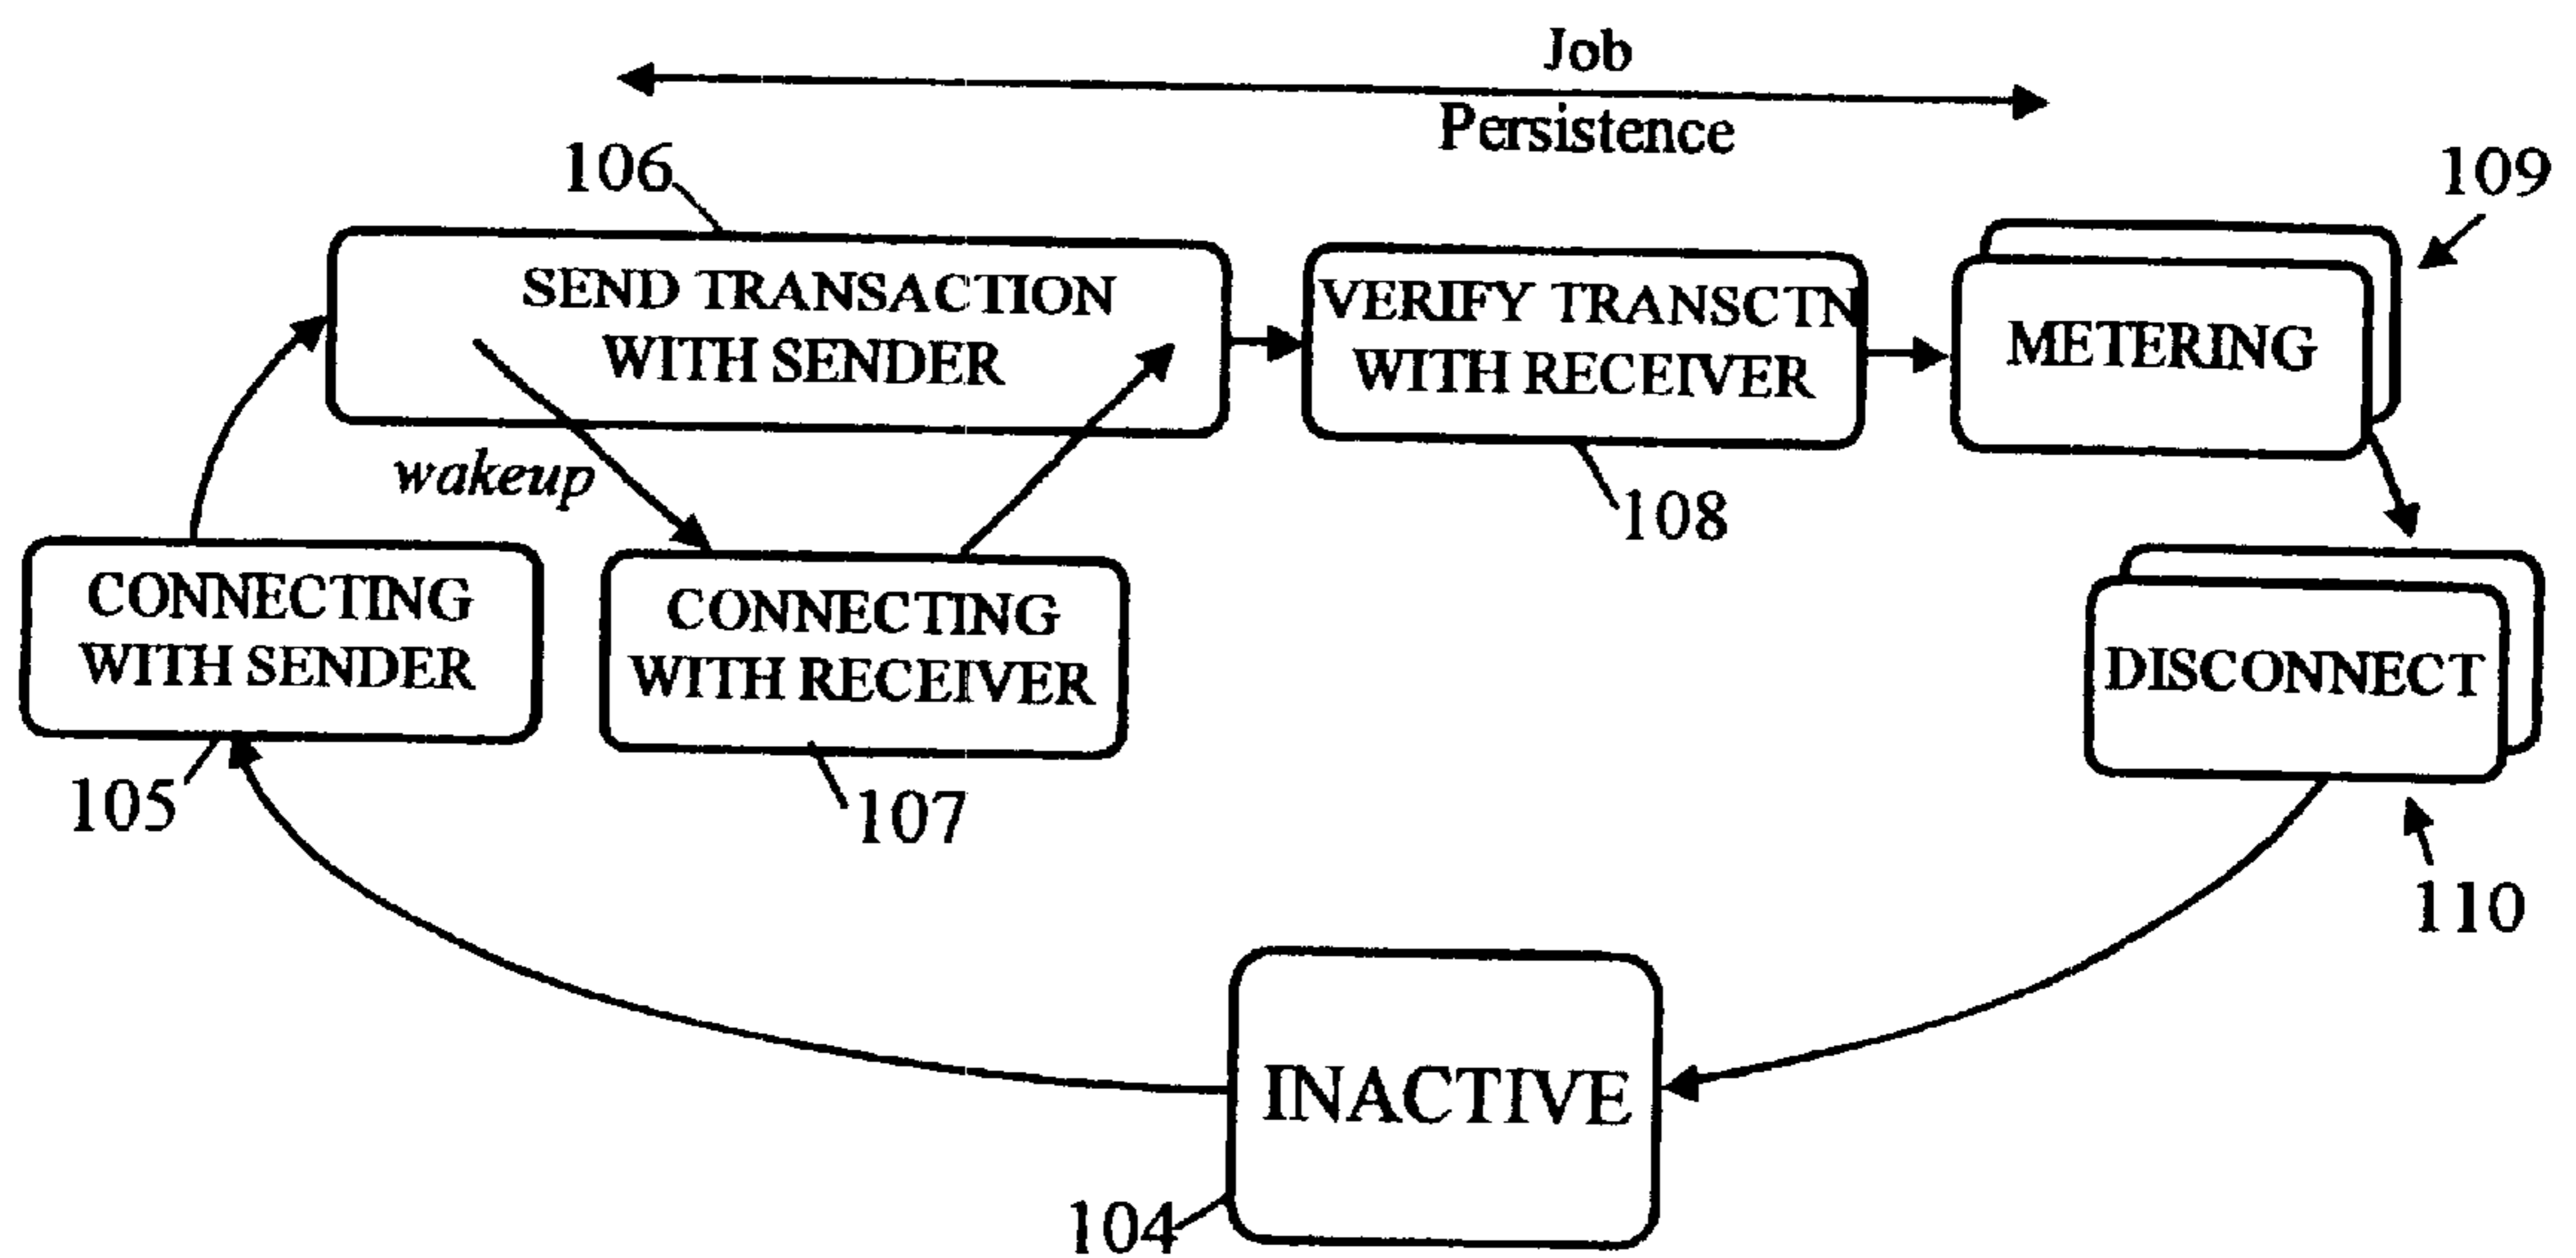 Job
Persistence
106
109
SEND TRANSACTION
WITH SENDER
VERIFY TRANSCTN
WITH RECEIVER
METERING
wakeup
108
CONNECTING
WITH SENDER
CONNECTING
WITH RECEIVER
DISCONNECT
105
107
110
INACTIVE
104